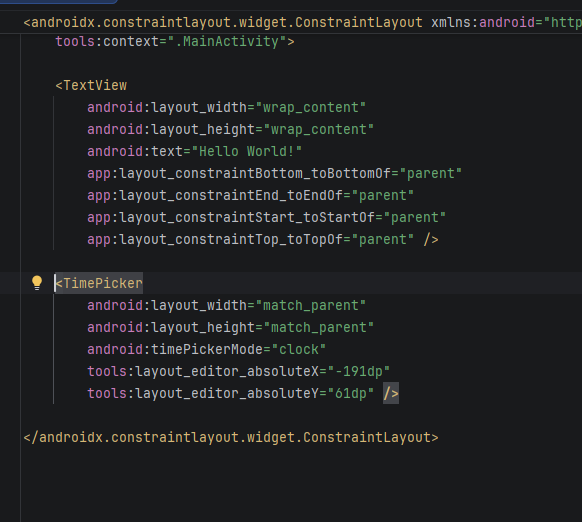 <androidx.constraintlayout.widget.ConstraintLayout xmlns:android="http
tools:context=".MainActivity">
<TextView
android:layout_width="wrap_content"
android:layout_height="wrap_content"
android:text="Hello World!"
app:layout_constraintBottom_toBottomOf="parent"
app:layout_constraintEnd_toEndOf="parent"
app:layout_constraintStart_toStartOf="parent"
app:layout_constraintTop_toTopOf="parent" />
<TimePicker
android:layout_width="match_parent"
android:layout_height="match_parent"
android:timePickerMode="clock"
tools:layout_editor_absoluteX="-191dp"
tools:layout_editor_absoluteY="61dp" />
</androidx.constraintlayout.widget.ConstraintLayout>